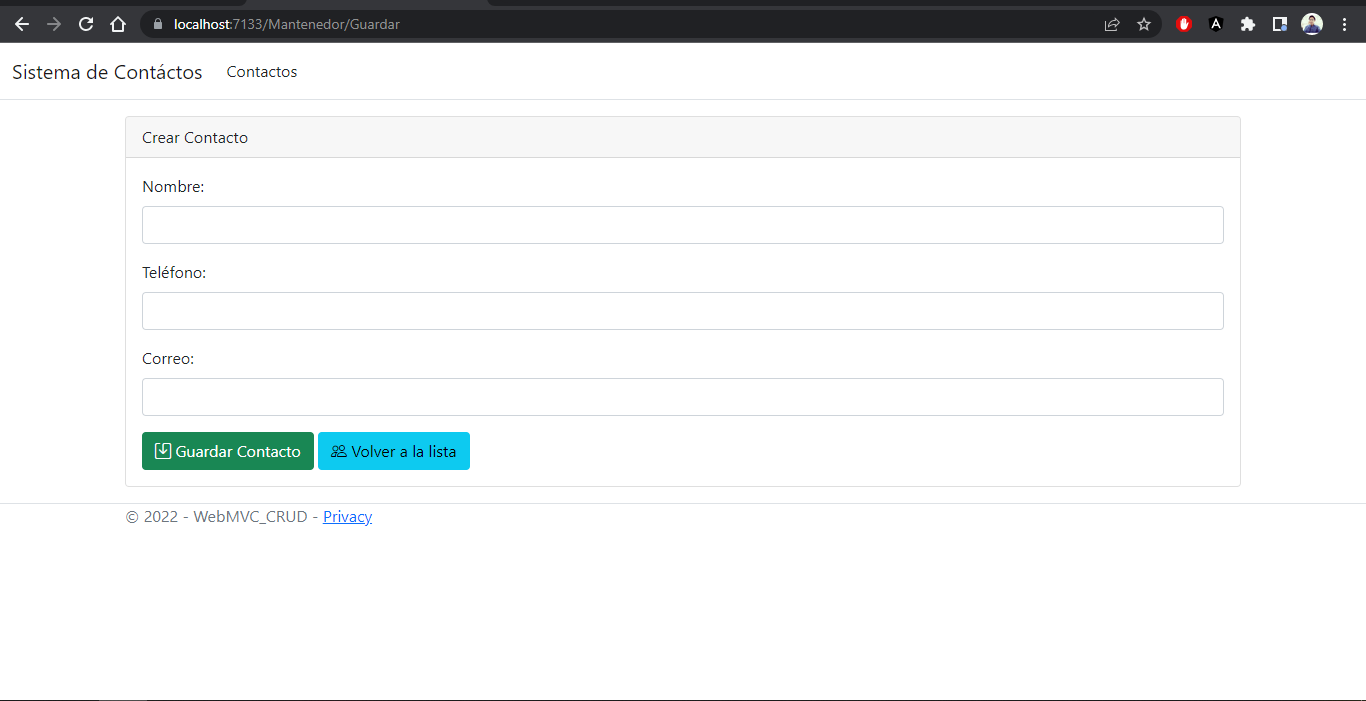 localhost:7133/Mantenedor/Guardar
Sistema de Contáctos Contactos
Crear Contacto
Nombre:
Teléfono:
Correo:
Guardar Contacto Volver a la lista
© 2022 - WebMVC_CRUD - Privacy